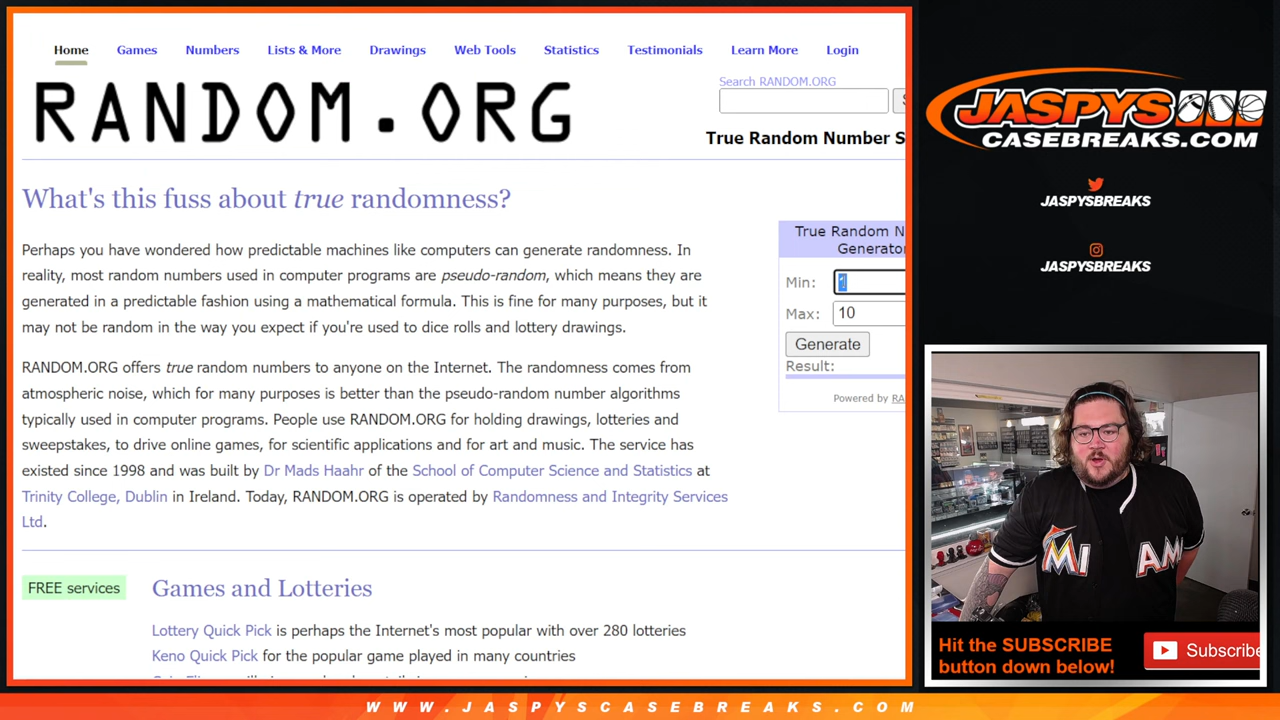 Home Games Numbers Lists & More Drawings Web Tools Statistics Testimonials Learn More Login
RANDOM.ORG
Search RANDOM.ORG
True Random Number S
What's this fuss about true randomness?
Perhaps you have wondered how predictable machines like computers can generate randomness. In
reality, most random numbers used in computer programs are pseudo-random, which means they are
generated in a predictable fashion using a mathematical formula. This is fine for many purposes, but it
may not be random in the way you expect if you're used to dice rolls and lottery drawings.
RANDOM.ORG offers true random numbers to anyone on the Internet. The randomness comes from
atmospheric noise, which for many purposes is better than the pseudo-random number algorithms
typically used in computer programs. People use RANDOM.ORG for holding drawings, lotteries and
sweepstakes, to drive online games, for scientific applications and for art and music. The service has
existed since 1998 and was built by Dr Mads Haahr of the School of Computer Science and Statistics at
Trinity College, Dublin in Ireland. Today, RANDOM.ORG is operated by Randomness and Integrity Services
Ltd.
True Random N
Generator
Min: 1
Max: 10
Generate
Result:
Powered by RA
FREE services
Games and Lotteries
Lottery Quick Pick is perhaps the Internet's most popular with over 280 lotteries
Keno Quick Pick for the popular game played in many countries
JASPYS
CASEBREAKS.COM
JASPYSBREAKS
JASPYSBREAKS
MIAMI
Hit the SUBSCRIBE
button down below!
Subscribe
WWW.JASPYSCASEBREAKS.COM